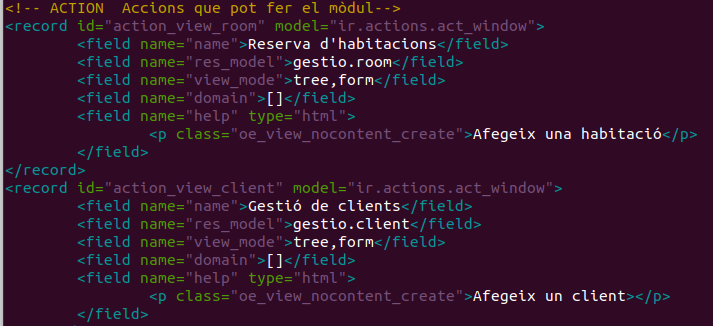 <!-- ACTION  Accions que pot fer el mòdul-->
<record id="action_view_room" model="ir.actions.act_window">
        <field name="name">Reserva d'habitacions</field>
        <field name="res_model">gestio.room</field>
        <field name="view_mode">tree,form</field>
        <field name="domain">[]</field>
        <field name="help" type="html">
                <p class="oe_view_nocontent_create">Afegeix una habitació</p>
        </field>
</record>
<record id="action_view_client" model="ir.actions.act_window">
        <field name="name">Gestió de clients</field>
        <field name="res_model">gestio.client</field>
        <field name="view_mode">tree,form</field>
        <field name="domain">[]</field>
        <field name="help" type="html">
                <p class="oe_view_nocontent_create">Afegeix un client></p>
        </field>